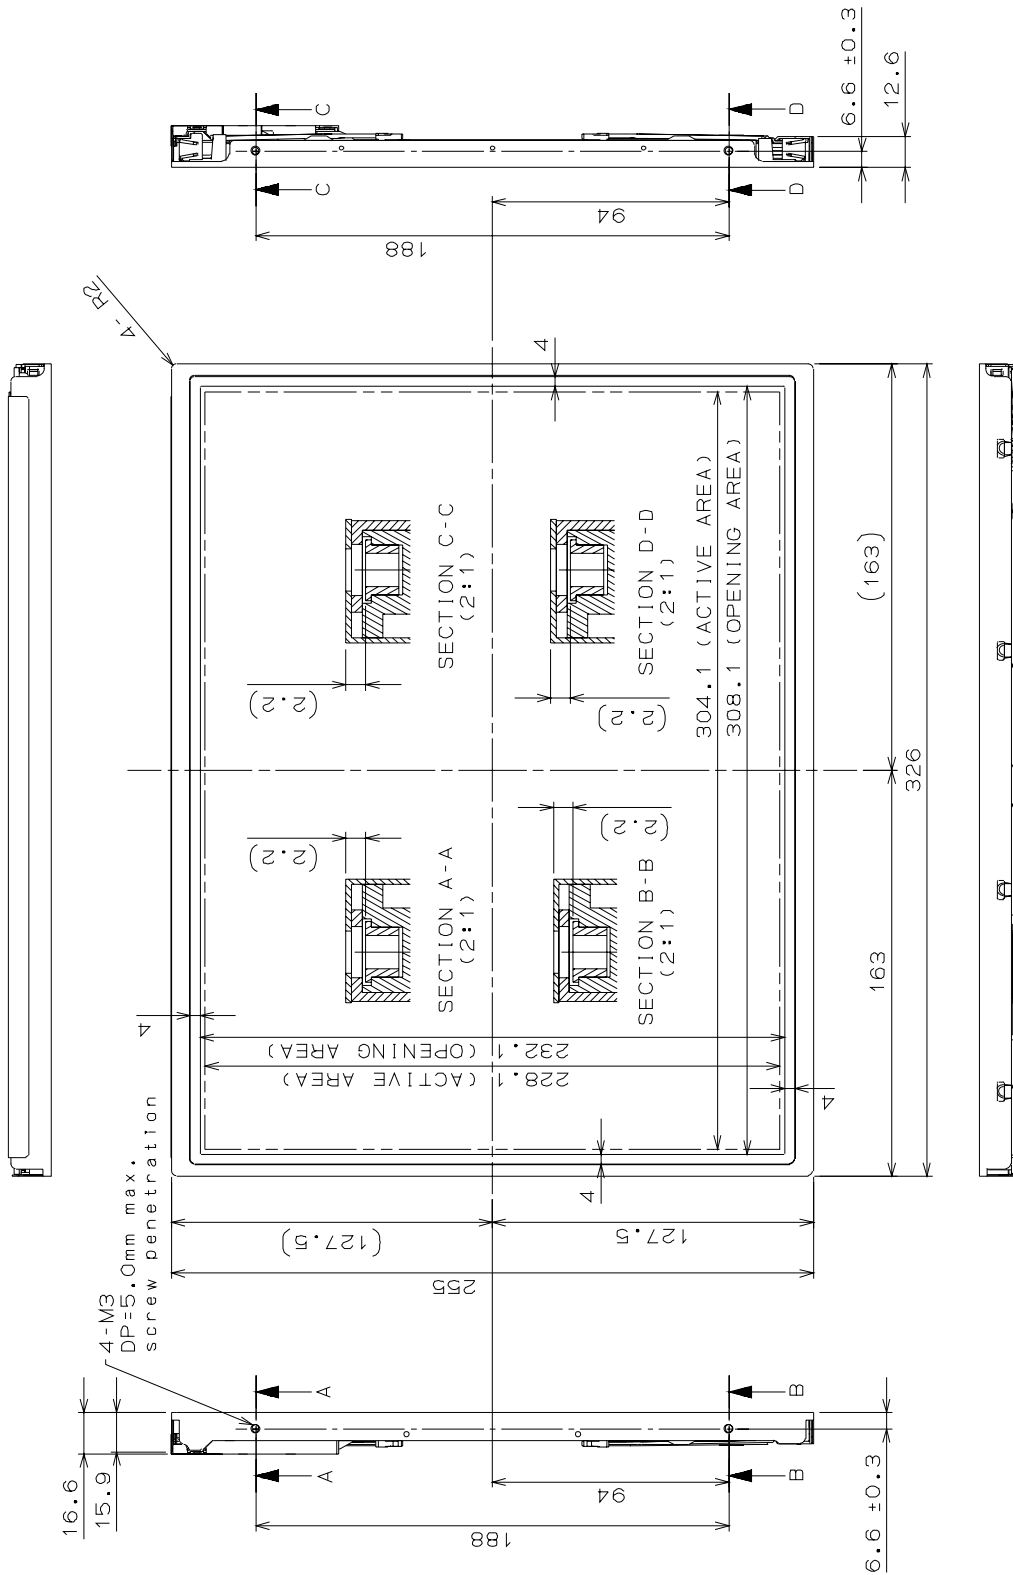 6.6 ±0.3
12.6
C
D
C
D
94
188
4- R2
4
SECTION C-C
(2:1)
(2.2)
SECTION D-D
(2:1)
(2.2)
304.1 (ACTIVE AREA)
308.1 (OPENING AREA)
(163)
326
(2.2)
SECTION A-A
(2:1)
(2.2)
SECTION B-B
(2:1)
163
4
232.1 (OPENING AREA)
228.1 (ACTIVE AREA)
4
4
(127.5)
127.5
255
4-M3
DP=5.0mm max.
screw penetration
A
B
A
B
16.6
15.9
94
188
6.6 ±0.3